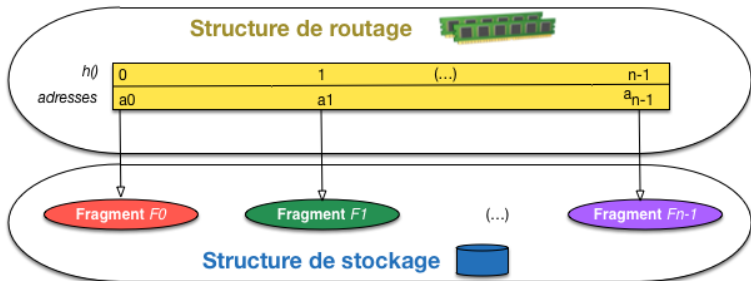 Structure de routage
h() 0 1 (...) n-1
adresses a0 a1 an-1
Fragment F0 Fragment F1 (...) Fragment Fn-1
Structure de stockage